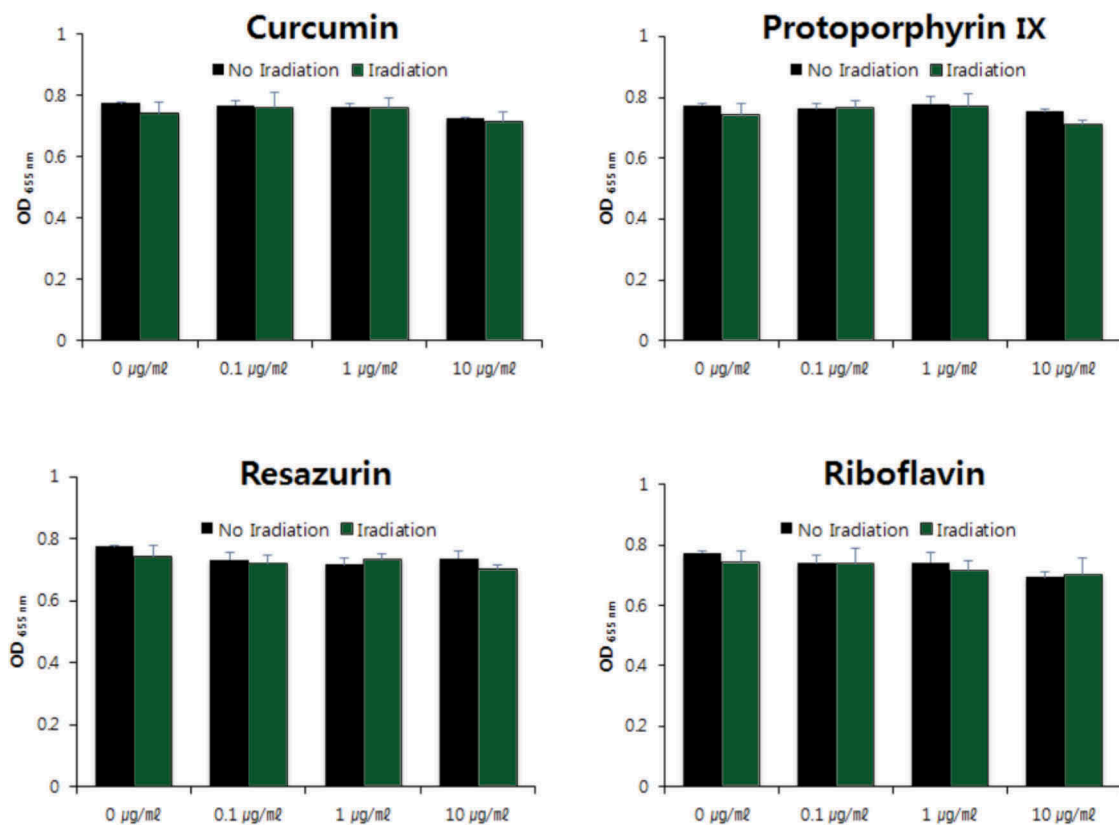 Curcumin
No Iradiation Iradiation
1
0.8
0.6
0.4
0.2
0
OD 655 nm
0 ㎍/㎖ 0.1 ㎍/㎖ 1 ㎍/㎖ 10 ㎍/㎖
Protoporphyrin IX
No Iradiation Iradiation
1
0.8
0.6
0.4
0.2
0
OD 655 nm
0 ㎍/㎖ 0.1 ㎍/㎖ 1 ㎍/㎖ 10 ㎍/㎖
Resazurin
No Iradiation Iradiation
1
0.8
0.6
0.4
0.2
0
OD 655 nm
0 ㎍/㎖ 0.1 ㎍/㎖ 1 ㎍/㎖ 10 ㎍/㎖
Riboflavin
No Iradiation Iradiation
1
0.8
0.6
0.4
0.2
0
OD 655 nm
0 ㎍/㎖ 0.1 ㎍/㎖ 1 ㎍/㎖ 10 ㎍/㎖